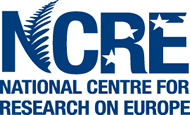 NCRE
NATIONAL CENTRE FOR
RESEARCH ON EUROPE